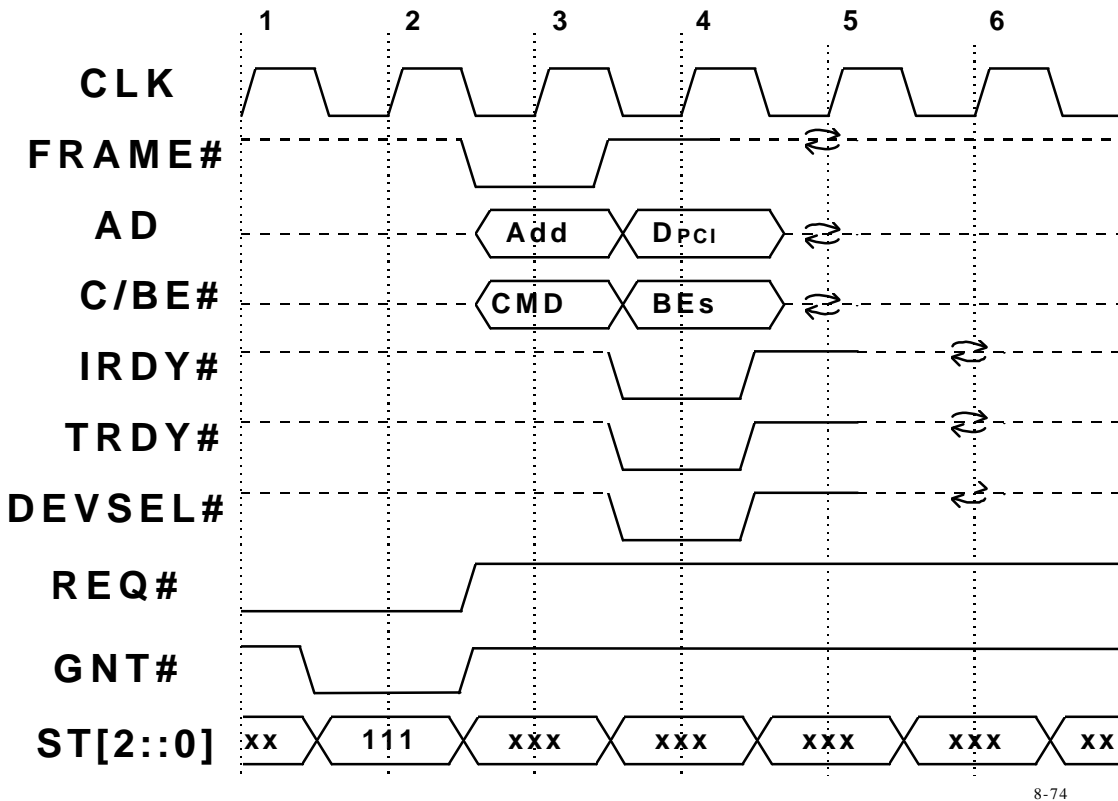 1 2 3 4 5 6
CLK
FRAME#
AD Add DPCI
C/BE# CMD BEs
IRDY#
TRDY#
DEVSEL#
REQ#
GNT#
ST[2::0] xx 111 xxx xxx xxx xxx xx
8-74